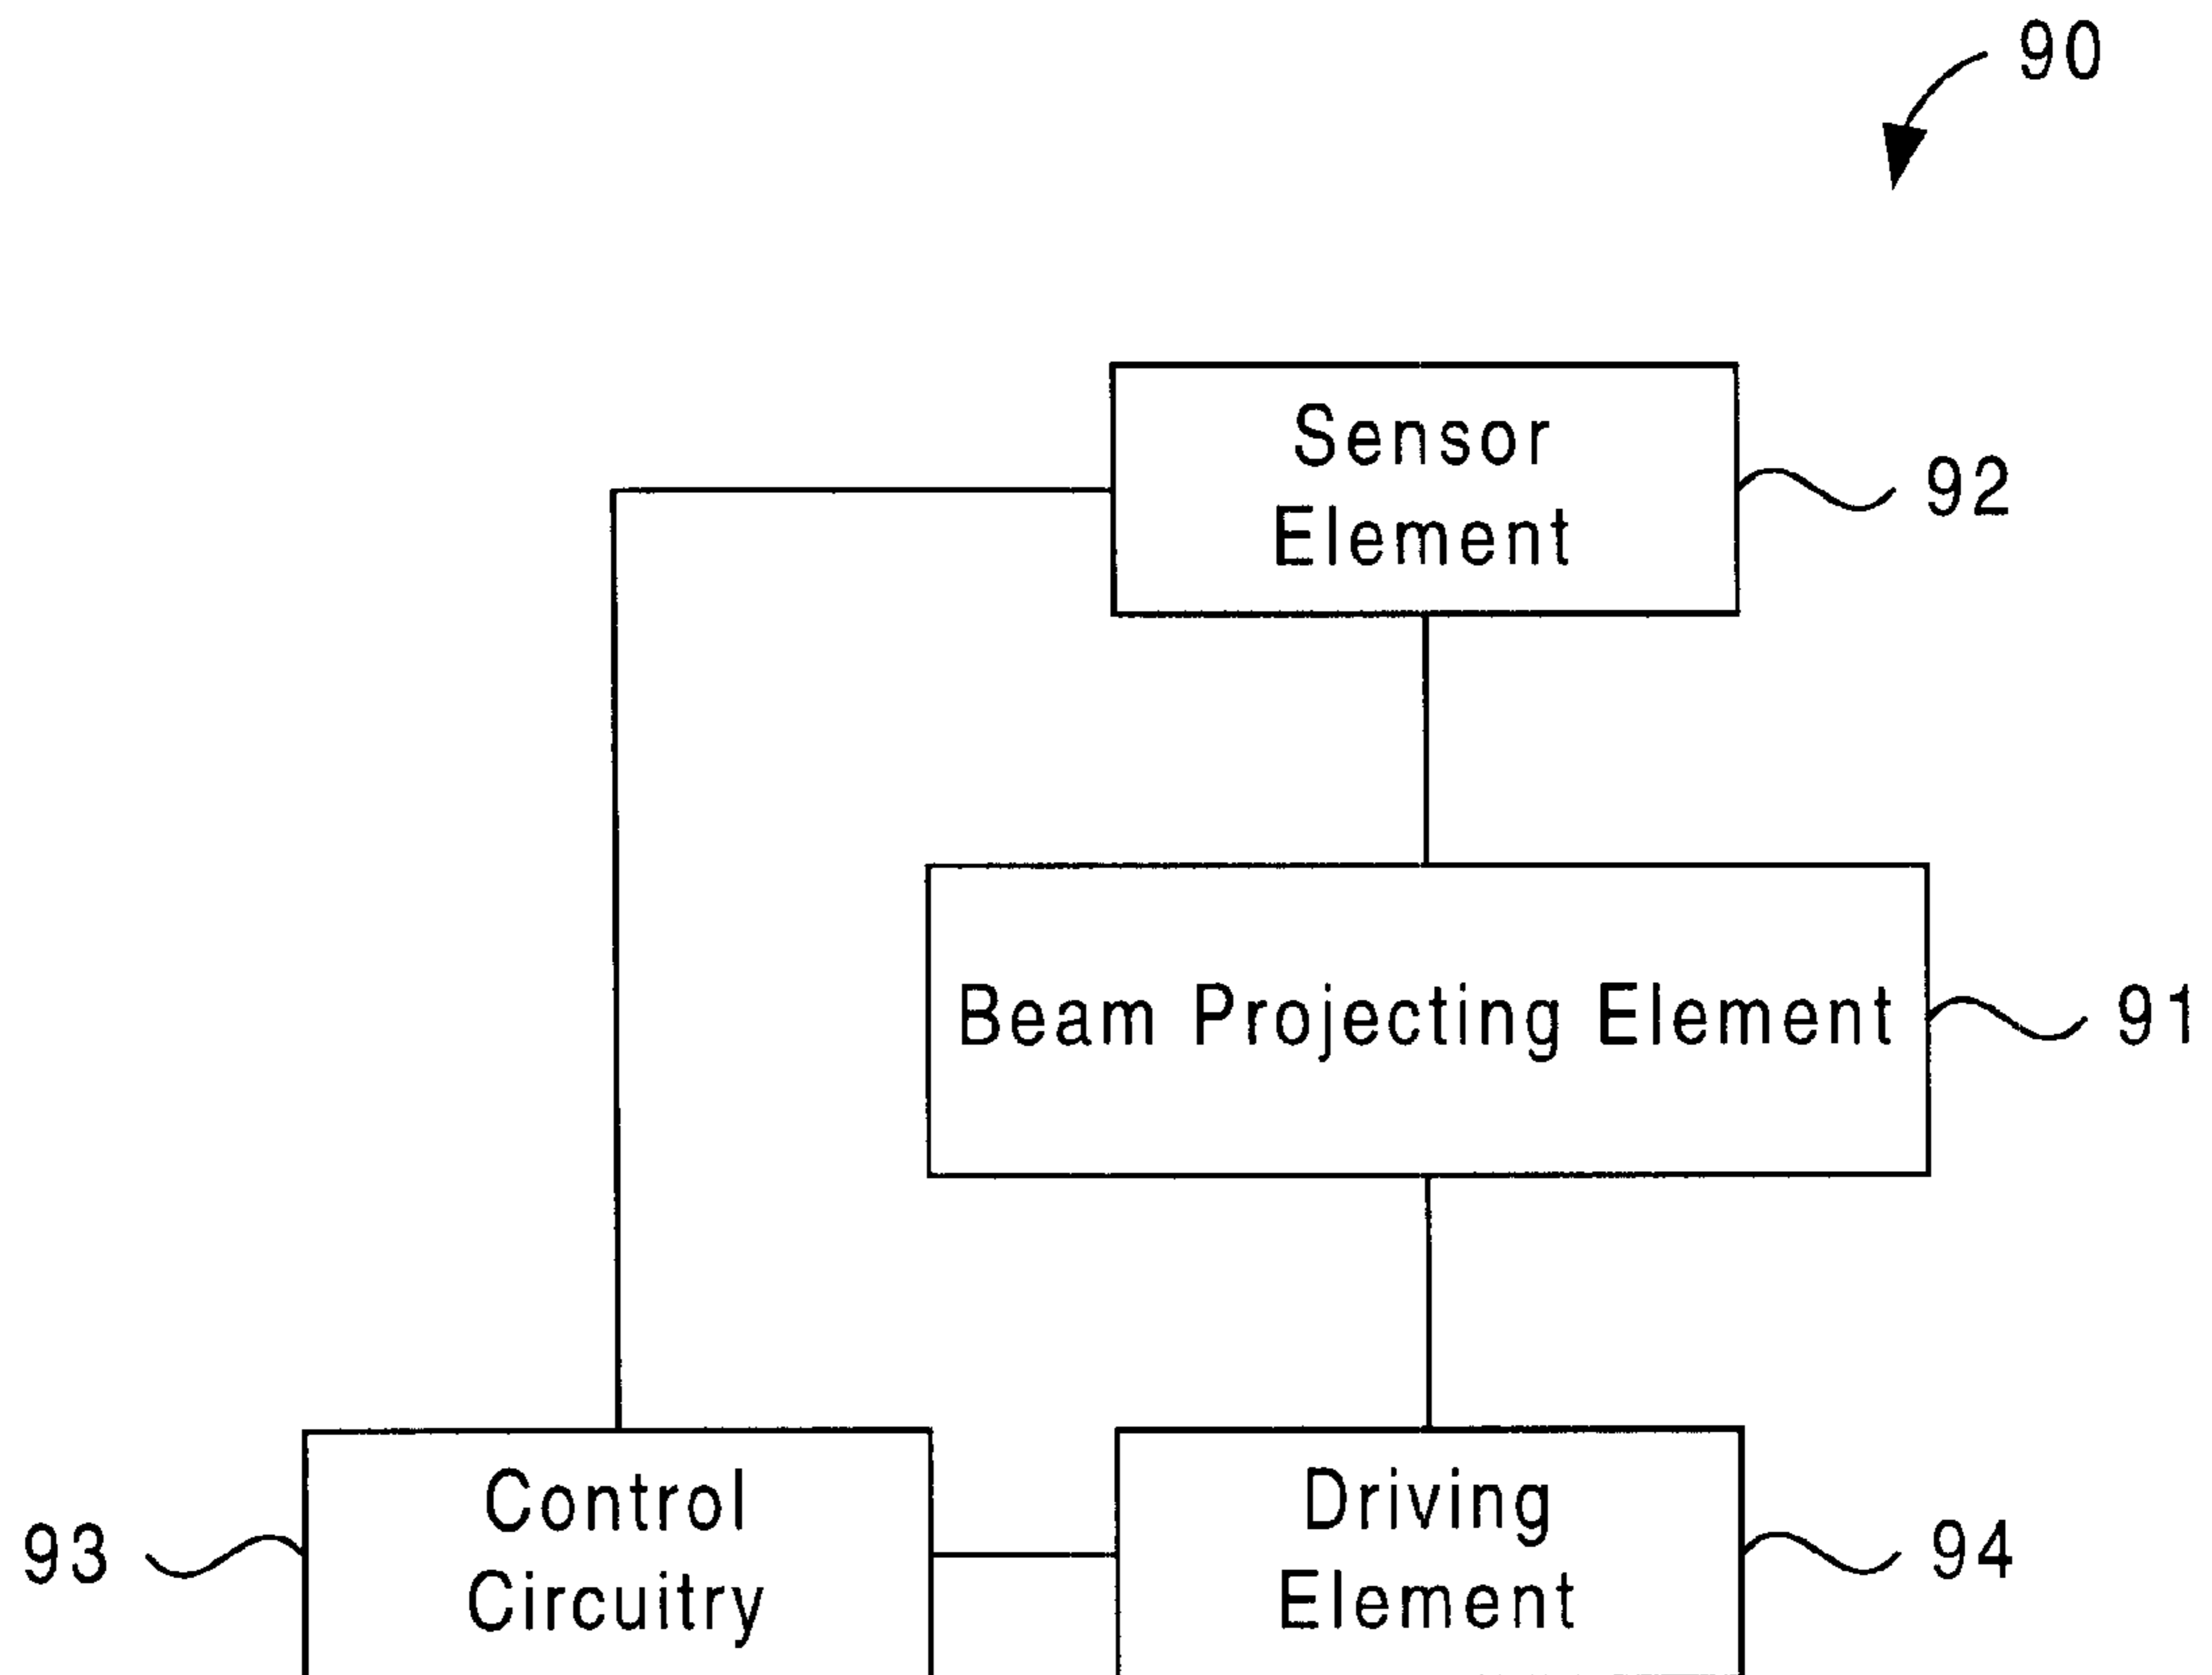 90
Sensor
Element
92
Beam Projecting Element
91
Control
Circuitry
93
Driving
Element
94